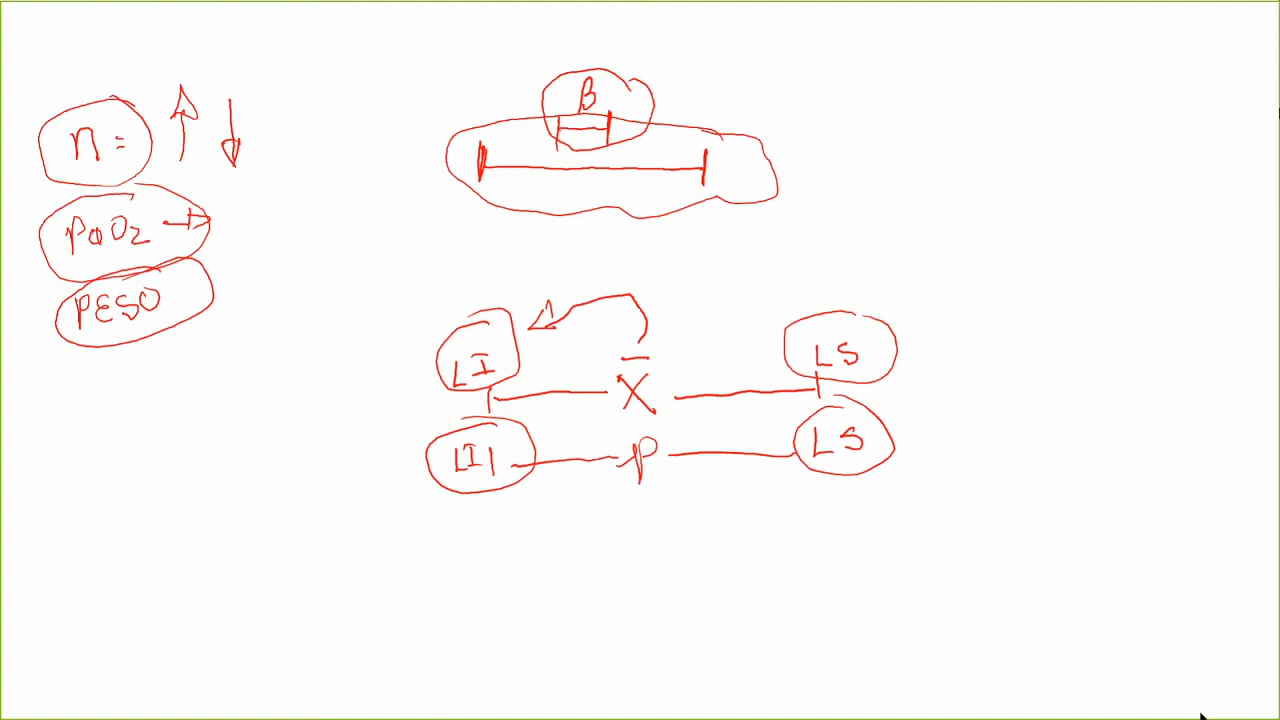 n=
PaO2
PESO
B
LI X̄ LS
LI P LS